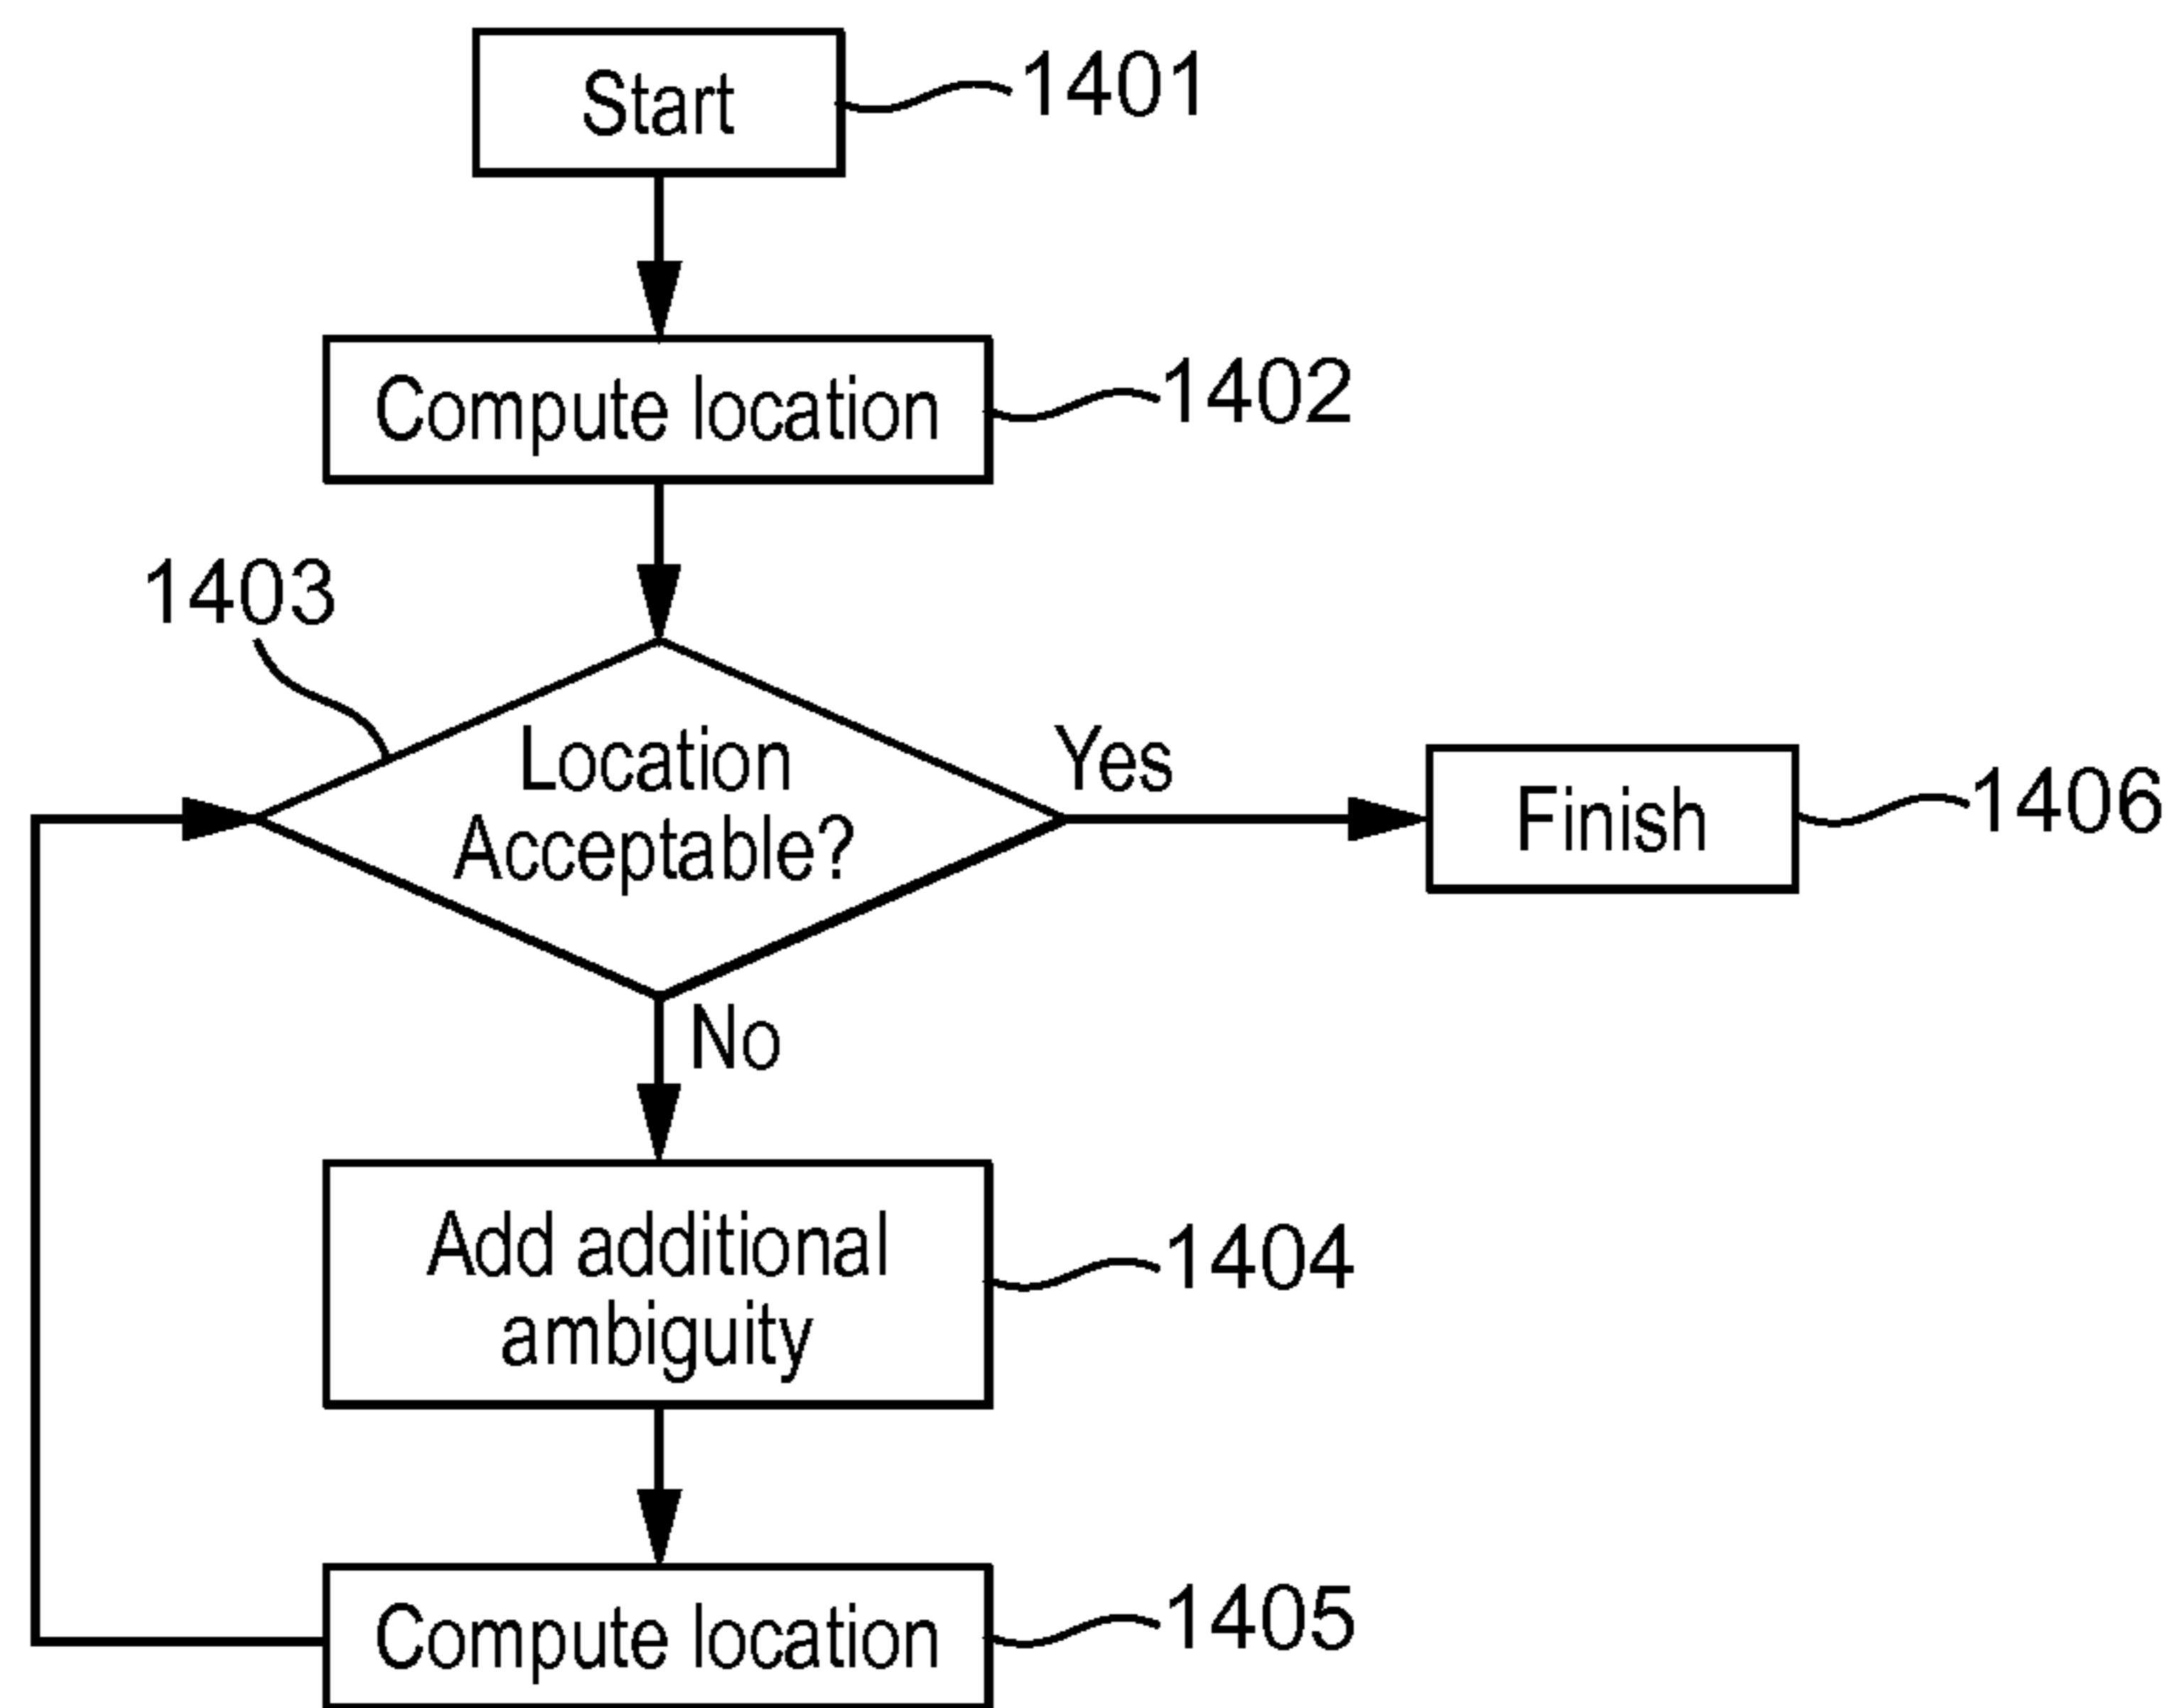 Start
1401
Compute location
1402
1403
Location
Acceptable?
Yes
Finish
1406
No
Add additional
ambiguity
1404
Compute location
1405